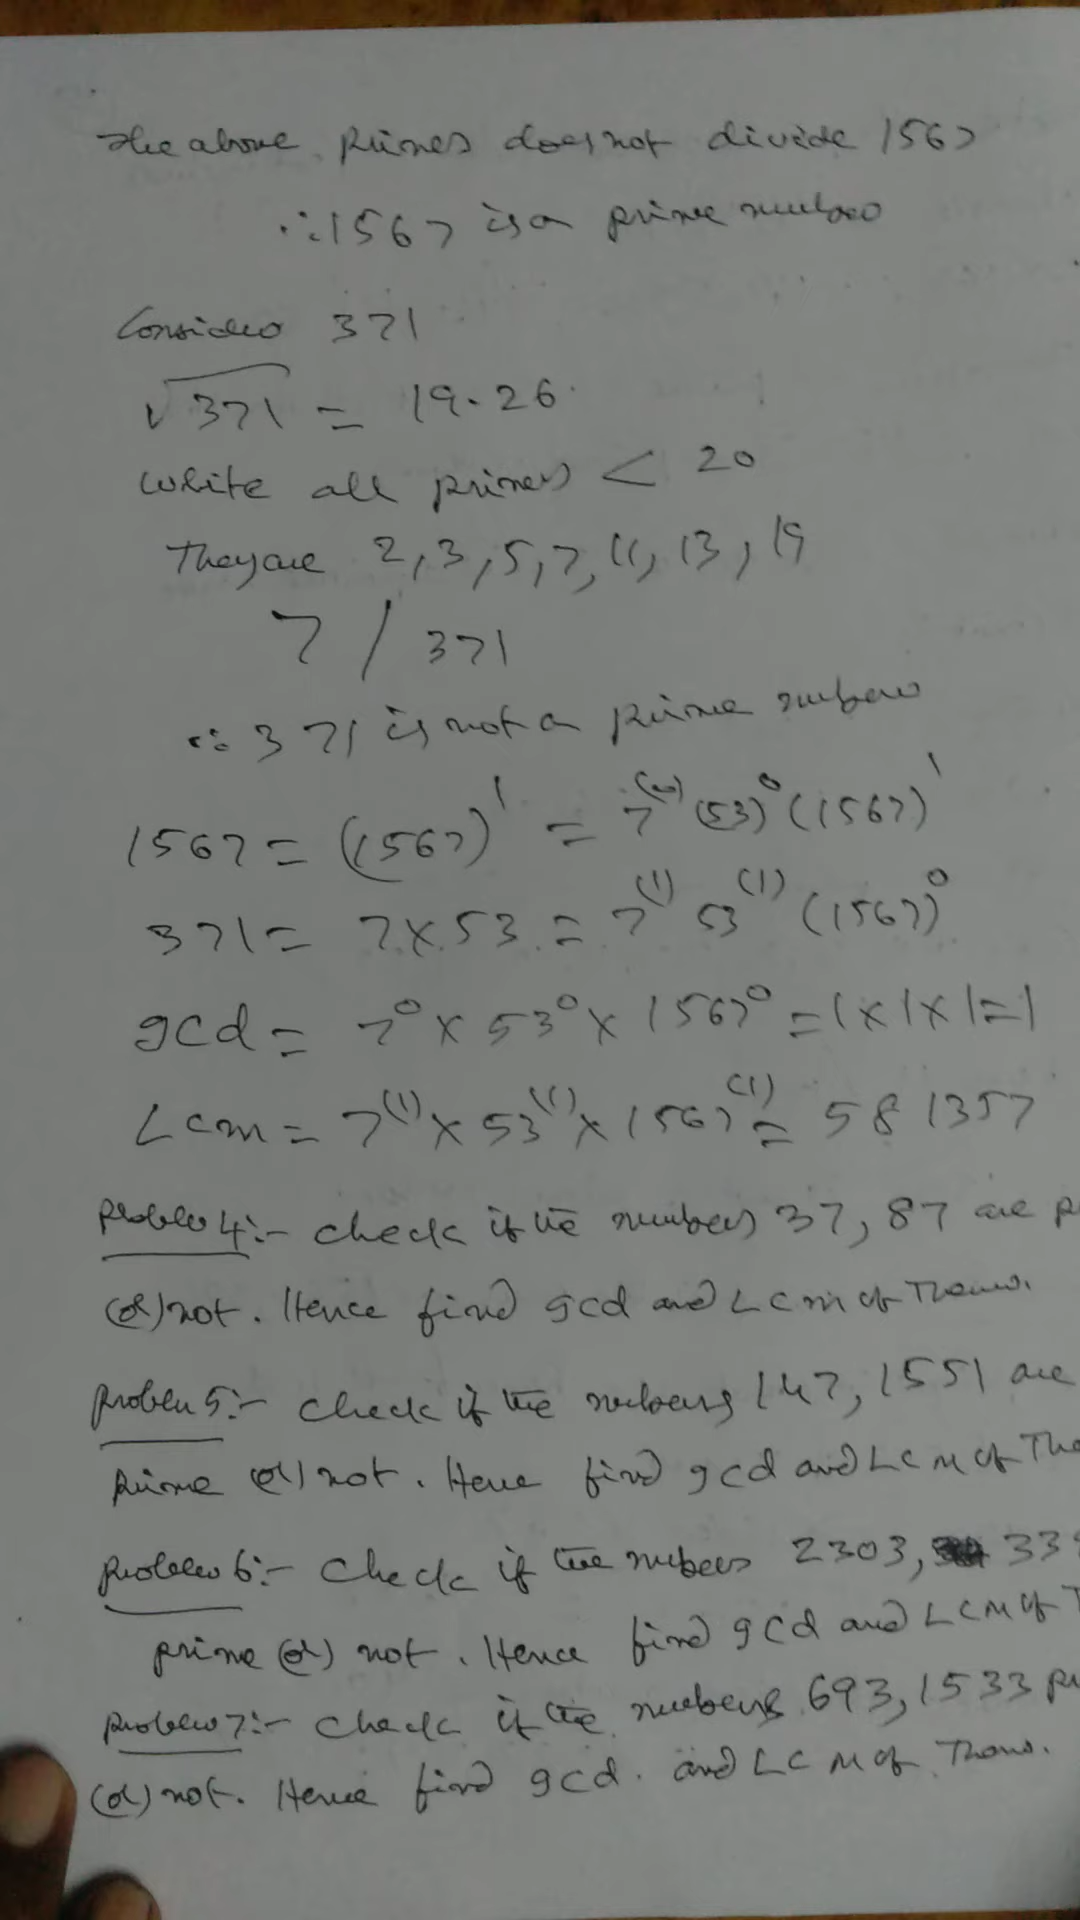 The above primes does not divide 1567
∴ 1567 is a prime number
Consider 371
√371 = 19.26
write all primes < 20
They are 2, 3, 5, 7, 11, 13, 19
7 / 371
∴ 371 is not a prime number
1567 = (1567)¹ = 7⁽⁰⁾ (53)⁰ (1567)¹
371 = 7 x 53 = 7⁽¹⁾ 53⁽¹⁾ (1567)⁰
gcd = 7⁰ x 53⁰ x 1567⁰ = 1 x 1 x 1 = 1
Lcm = 7⁽¹⁾ x 53⁽¹⁾ x 1567⁽¹⁾ = 581357
Problem 4:- check if the numbers 37, 87 are p
(or) not. Hence find gcd and LCM of Them.
Problem 5:- check if the numbers 147, 1551 are
prime (or) not. Hence find gcd and LCM of The
Problem 6:- Check if the numbers 2303, 33
prime (or) not. Hence find gcd and LCM of T
Problem 7:- check if the numbers 693, 1533 pr
(or) not. Hence find gcd. and LCM of Them.